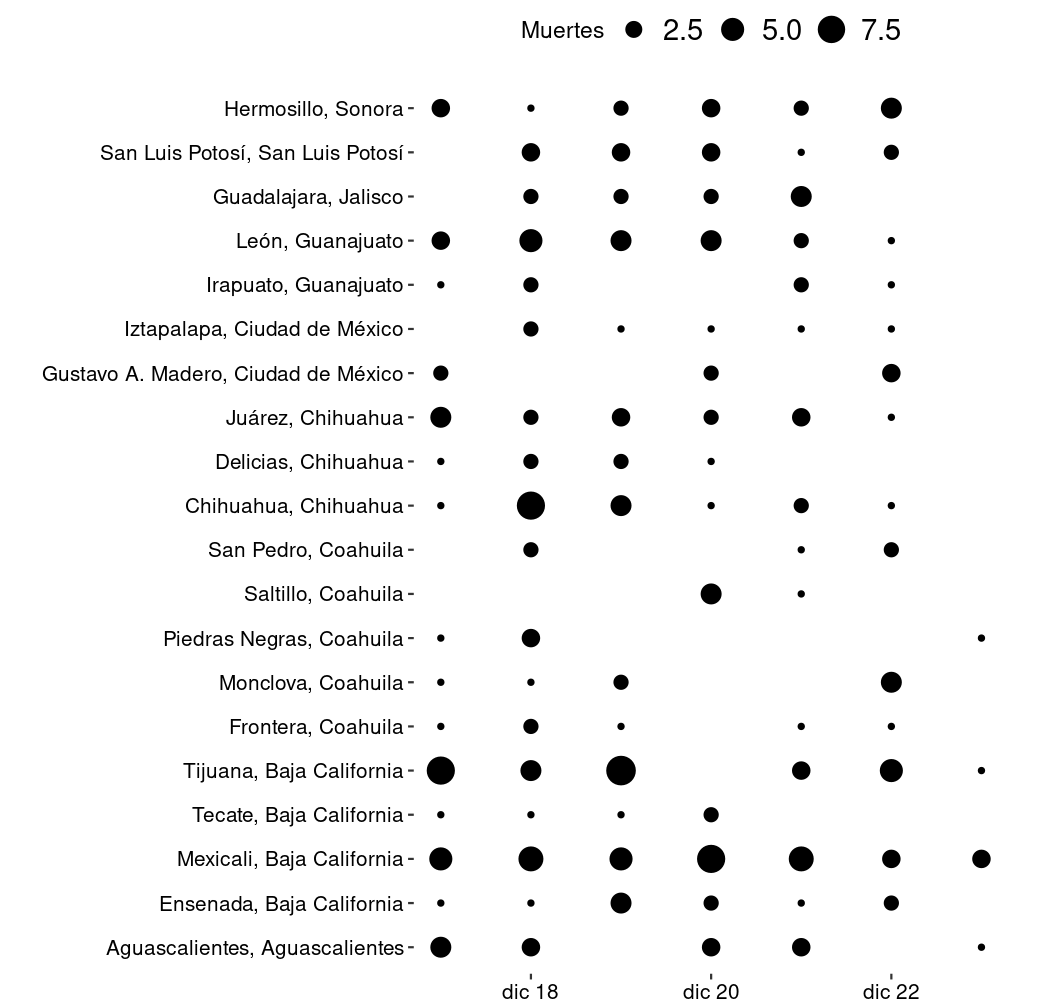 Muertes 2.5 5.0 7.5
Hermosillo, Sonora
San Luis Potosí, San Luis Potosí
Guadalajara, Jalisco
León, Guanajuato
Irapuato, Guanajuato
Iztapalapa, Ciudad de México
Gustavo A. Madero, Ciudad de México
Juárez, Chihuahua
Delicias, Chihuahua
Chihuahua, Chihuahua
San Pedro, Coahuila
Saltillo, Coahuila
Piedras Negras, Coahuila
Monclova, Coahuila
Frontera, Coahuila
Tijuana, Baja California
Tecate, Baja California
Mexicali, Baja California
Ensenada, Baja California
Aguascalientes, Aguascalientes
dic 18 dic 20 dic 22